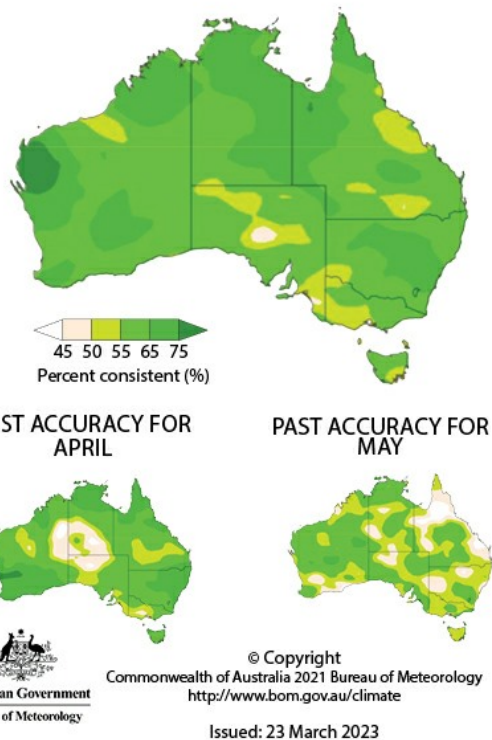 45 50 55 65 75
Percent consistent (%)
ST ACCURACY FOR
APRIL
PAST ACCURACY FOR
MAY
an Government
of Meteorology
© Copyright
Commonwealth of Australia 2021 Bureau of Meteorology
http://www.bom.gov.au/climate
Issued: 23 March 2023